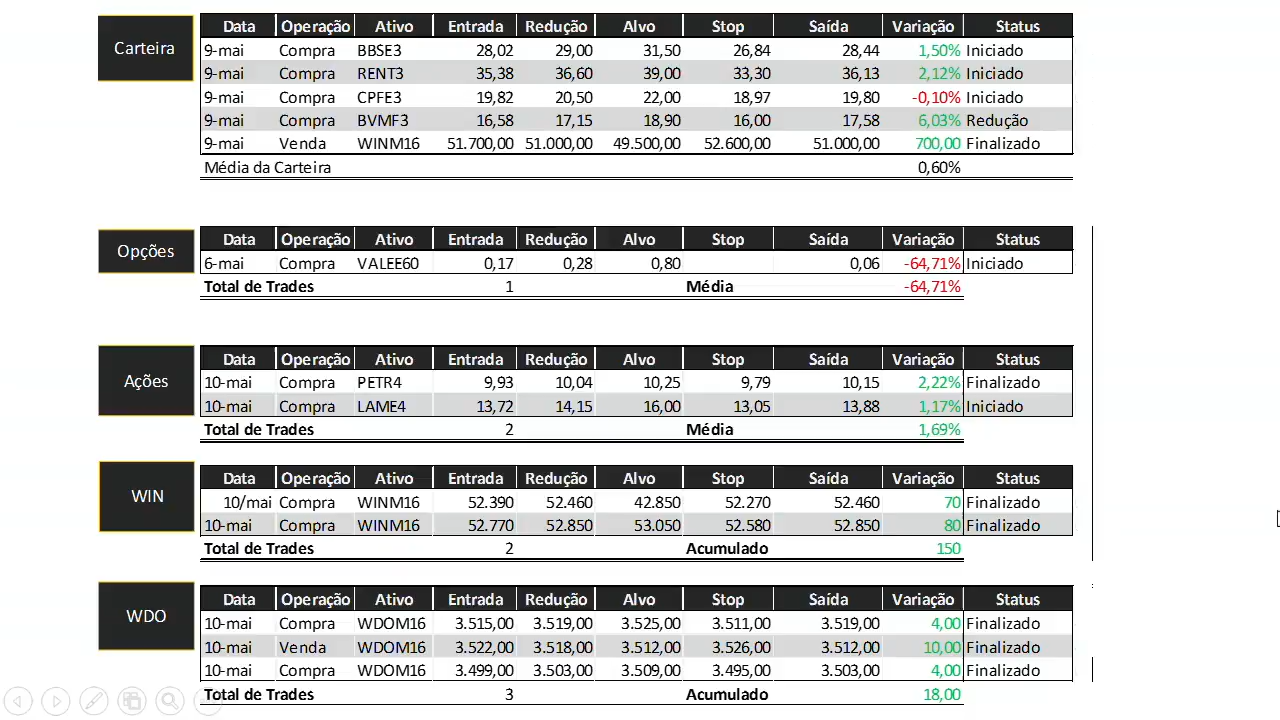 Carteira
Data Operação Ativo Entrada Redução Alvo Stop Saída Variação Status
9-mai Compra BBSE3 28,02 29,00 31,50 26,84 28,44 1,50% Iniciado
9-mai Compra RENT3 35,38 36,60 39,00 33,30 36,13 2,12% Iniciado
9-mai Compra CPFE3 19,82 20,50 22,00 18,97 19,80 -0,10% Iniciado
9-mai Compra BVMF3 16,58 17,15 18,90 16,00 17,58 6,03% Redução
9-mai Venda WINM16 51.700,00 51.000,00 49.500,00 52.600,00 51.000,00 700,00 Finalizado
Média da Carteira 0,60%
Opções
Data Operação Ativo Entrada Redução Alvo Stop Saída Variação Status
6-mai Compra VALEE60 0,17 0,28 0,80 0,06 -64,71% Iniciado
Total de Trades 1 Média -64,71%
Ações
Data Operação Ativo Entrada Redução Alvo Stop Saída Variação Status
10-mai Compra PETR4 9,93 10,04 10,25 9,79 10,15 2,22% Finalizado
10-mai Compra LAME4 13,72 14,15 16,00 13,05 13,88 1,17% Iniciado
Total de Trades 2 Média 1,69%
WIN
Data Operação Ativo Entrada Redução Alvo Stop Saída Variação Status
10/mai Compra WINM16 52.390 52.460 42.850 52.270 52.460 70 Finalizado
10-mai Compra WINM16 52.770 52.850 53.050 52.580 52.850 80 Finalizado
Total de Trades 2 Acumulado 150
WDO
Data Operação Ativo Entrada Redução Alvo Stop Saída Variação Status
10-mai Compra WDOM16 3.515,00 3.519,00 3.525,00 3.511,00 3.519,00 4,00 Finalizado
10-mai Venda WDOM16 3.522,00 3.518,00 3.512,00 3.526,00 3.512,00 10,00 Finalizado
10-mai Compra WDOM16 3.499,00 3.503,00 3.509,00 3.495,00 3.503,00 4,00 Finalizado
Total de Trades 3 Acumulado 18,00